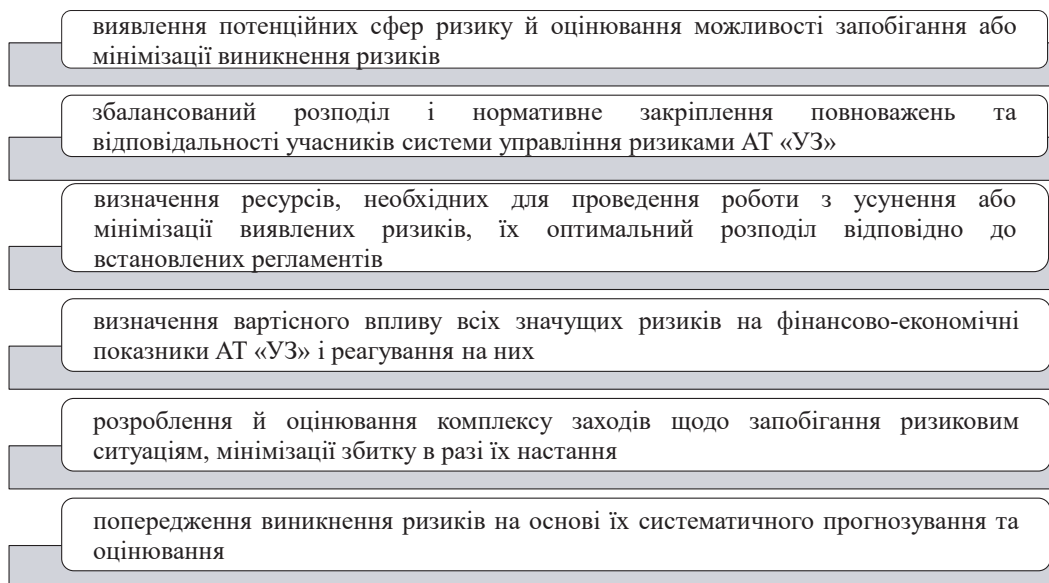 виявлення потенційних сфер ризику й оцінювання можливості запобігання або
мінімізації виникнення ризиків
збалансований розподіл і нормативне закріплення повноважень та
відповідальності учасників системи управління ризиками АТ «УЗ»
визначення ресурсів, необхідних для проведення роботи з усунення або
мінімізації виявлених ризиків, їх оптимальний розподіл відповідно до
встановлених регламентів
визначення вартісного впливу всіх значущих ризиків на фінансово-економічні
показники АТ «УЗ» і реагування на них
розроблення й оцінювання комплексу заходів щодо запобігання ризиковим
ситуаціям, мінімізації збитку в разі їх настання
попередження виникнення ризиків на основі їх систематичного прогнозування та
оцінювання